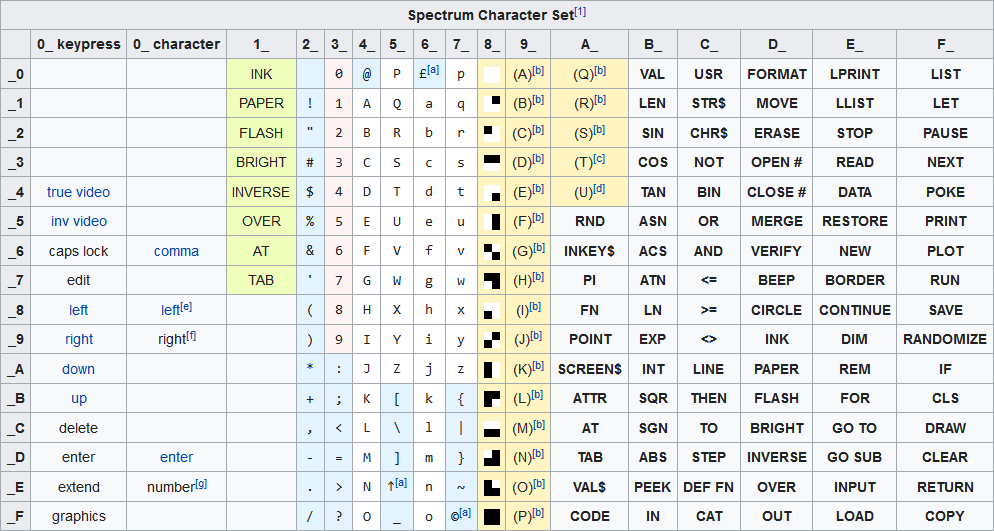 Spectrum Character Set[1]
0_ keypress 0_ character 1_ 2_ 3_ 4_ 5_ 6_ 7_ 8_ 9_ A_ B_ C_ D_ E_ F_
_0 INK 0 @ P £[a] p (A)[b] (Q)[b] VAL USR FORMAT LPRINT LIST
_1 PAPER ! 1 A Q a q (B)[b] (R)[b] LEN STR$ MOVE LLIST LET
_2 FLASH " 2 B R b r (C)[b] (S)[b] SIN CHR$ ERASE STOP PAUSE
_3 BRIGHT # 3 C S c s (D)[b] (T)[c] COS NOT OPEN # READ NEXT
_4 true video INVERSE $ 4 D T d t (E)[b] (U)[d] TAN BIN CLOSE # DATA POKE
_5 inv video OVER % 5 E U e u (F)[b] RND ASN OR MERGE RESTORE PRINT
_6 caps lock comma AT & 6 F V f v (G)[b] INKEY$ ACS AND VERIFY NEW PLOT
_7 edit TAB ' 7 G W g w (H)[b] PI ATN <= BEEP BORDER RUN
_8 left left[e] ( 8 H X h x (I)[b] FN LN >= CIRCLE CONTINUE SAVE
_9 right right[f] ) 9 I Y i y (J)[b] POINT EXP <> INK DIM RANDOMIZE
_A down * : J Z j z (K)[b] SCREEN$ INT LINE PAPER REM IF
_B up + ; K [ k { (L)[b] ATTR SQR THEN FLASH FOR CLS
_C delete , < L \ l | (M)[b] AT SGN TO BRIGHT GO TO DRAW
_D enter enter - = M ] m } (N)[b] TAB ABS STEP INVERSE GO SUB CLEAR
_E extend number[g] . > N ↑[a] n ~ (O)[b] VAL$ PEEK DEF FN OVER INPUT RETURN
_F graphics / ? O _ o ©[a] (P)[b] CODE IN CAT OUT LOAD COPY